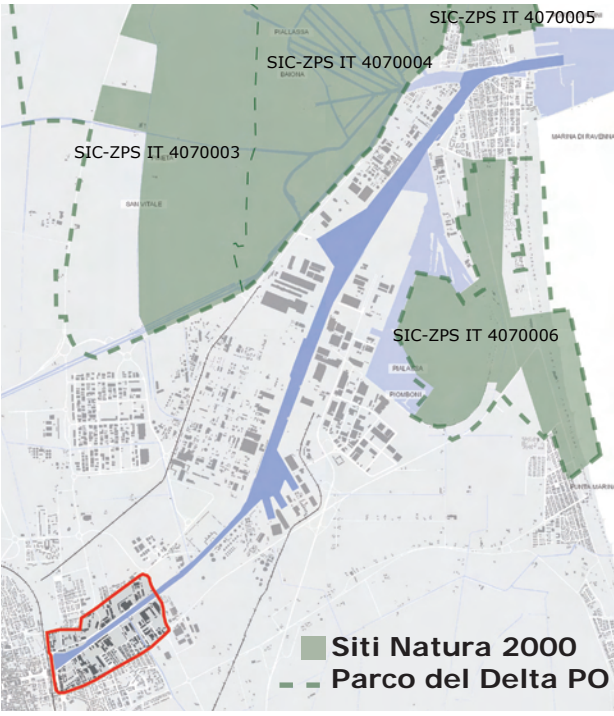 SIC-ZPS IT 4070005
PIALLASSA
SIC-ZPS IT 4070004
BAIONA
MARINA DI RAVENNA
SIC-ZPS IT 4070003
SAN VITALE
SIC-ZPS IT 4070006
PIALASSA
PIOMBONI
PUNTA MARINA
Siti Natura 2000
Parco del Delta PO